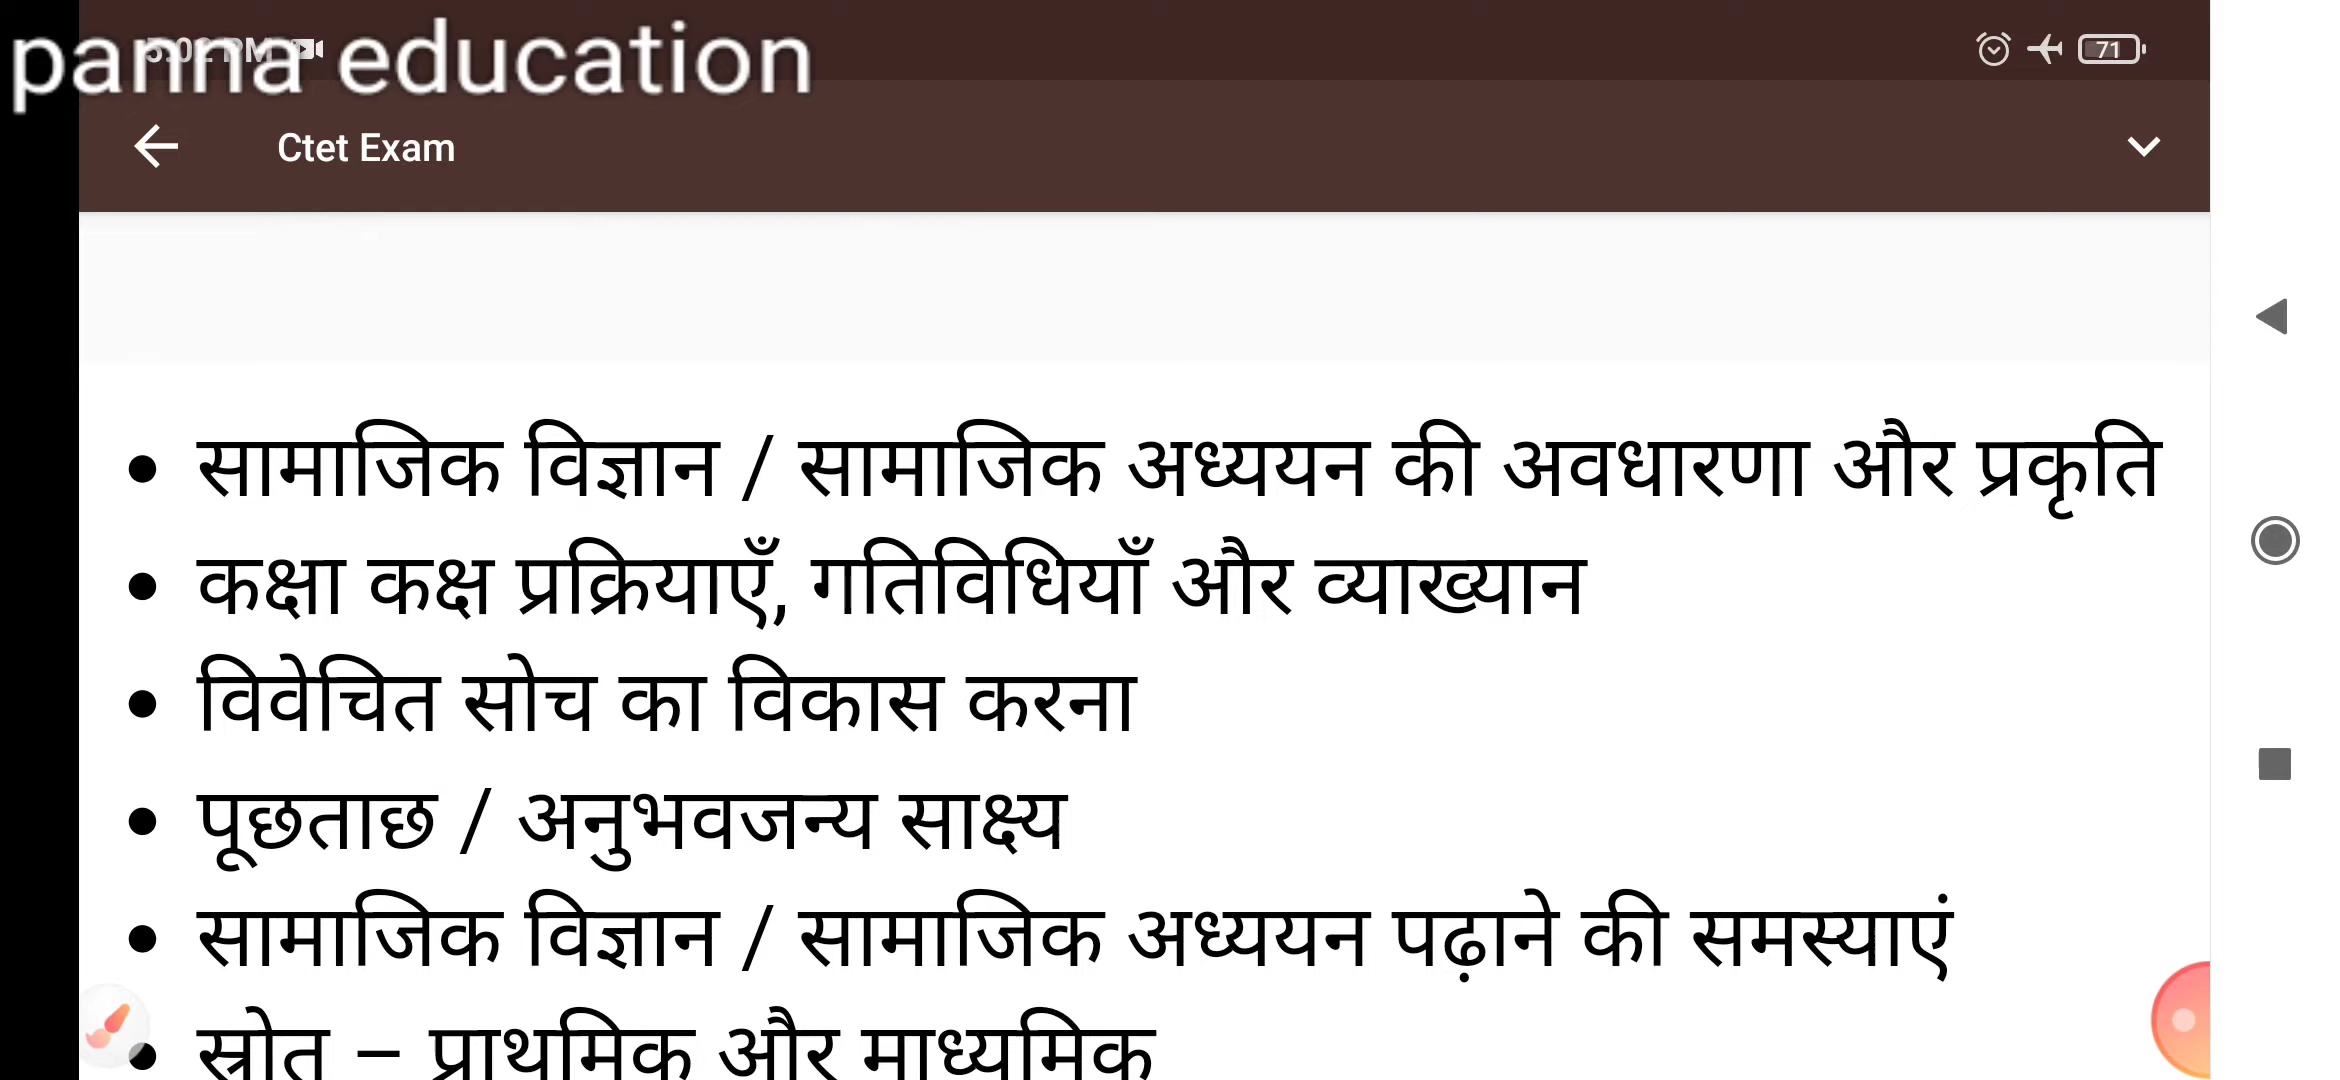 panna education
71
Ctet Exam
• सामाजिक विज्ञान / सामाजिक अध्ययन की अवधारणा और प्रकृति
• कक्षा कक्ष प्रक्रियाएँ, गतिविधियाँ और व्याख्यान
• विवेचित सोच का विकास करना
• पूछताछ / अनुभवजन्य साक्ष्य
• सामाजिक विज्ञान / सामाजिक अध्ययन पढ़ाने की समस्याएं
• स्रोत – प्राथमिक और माध्यमिक